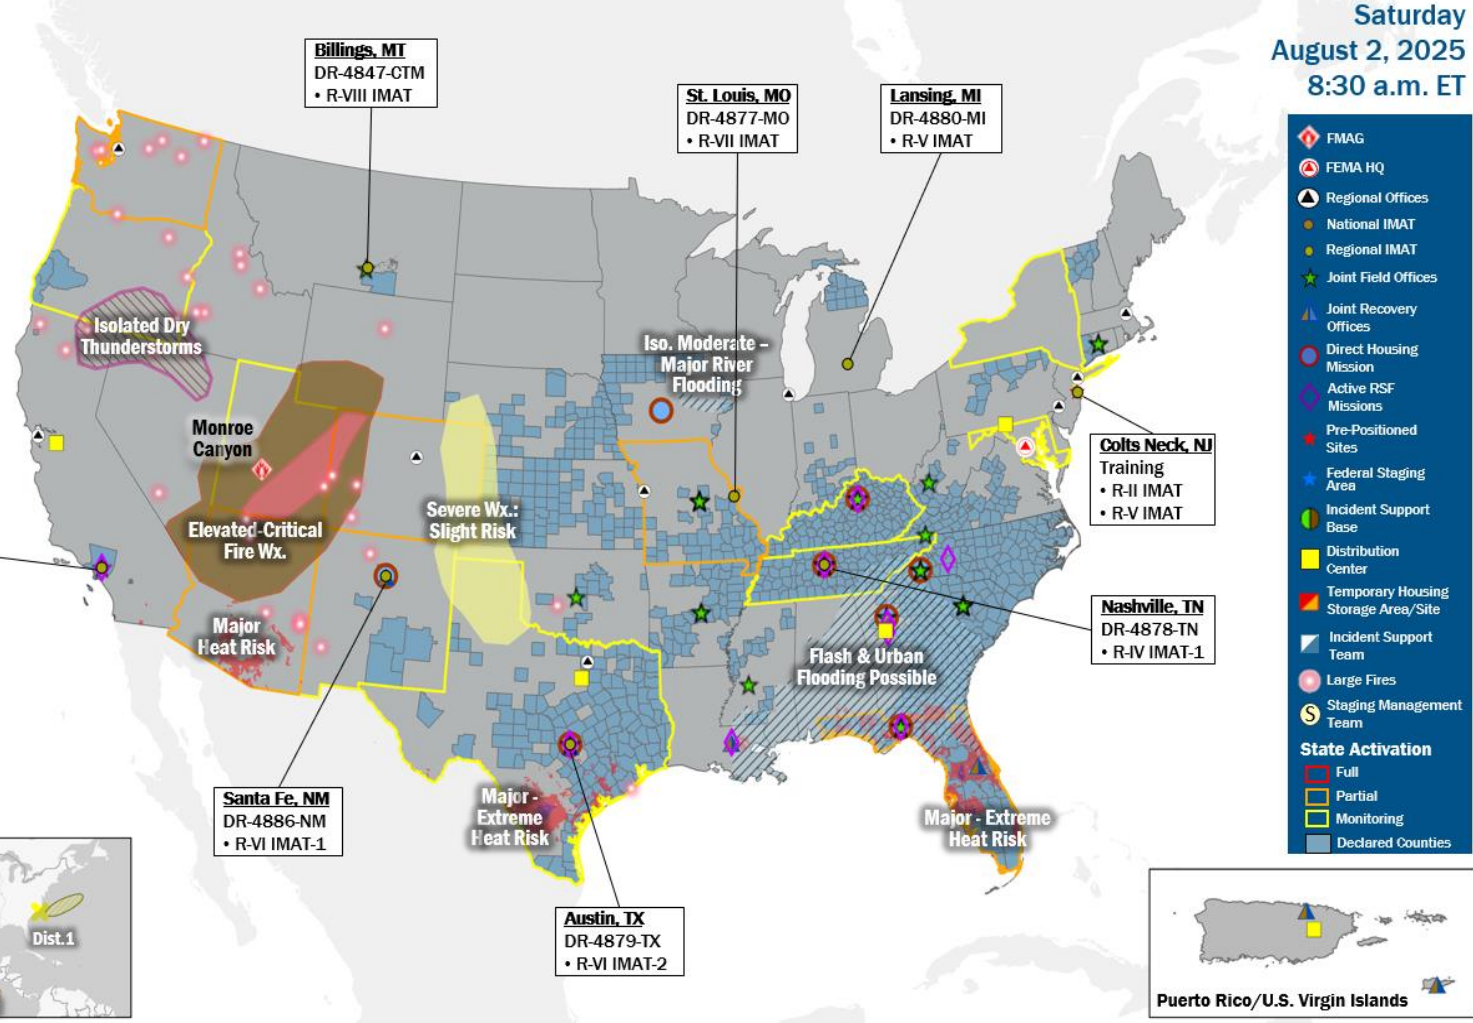 Saturday
August 2, 2025
8:30 a.m. ET
Billings, MT
DR-4847-CTM
• R-VIII IMAT
St. Louis, MO
DR-4877-MO
• R-VII IMAT
Lansing, MI
DR-4880-MI
• R-V IMAT
Isolated Dry
Thunderstorms
Iso. Moderate –
Major River
Flooding
Monroe
Canyon
Elevated-Critical
Fire Wx.
Severe Wx.:
Slight Risk
Major
Heat Risk
Colts Neck, NJ
Training
• R-II IMAT
• R-V IMAT
Nashville, TN
DR-4878-TN
• R-IV IMAT-1
Flash & Urban
Flooding Possible
Santa Fe, NM
DR-4886-NM
• R-VI IMAT-1
Major -
Extreme
Heat Risk
Major - Extreme
Heat Risk
Austin, TX
DR-4879-TX
• R-VI IMAT-2
Dist.1
Puerto Rico/U.S. Virgin Islands
FMAG
FEMA HQ
Regional Offices
National IMAT
Regional IMAT
Joint Field Offices
Joint Recovery
Offices
Direct Housing
Mission
Active RSF
Missions
Pre-Positioned
Sites
Federal Staging
Area
Incident Support
Base
Distribution
Center
Temporary Housing
Storage Area/Site
Incident Support
Team
Large Fires
S
Staging Management
Team
State Activation
Full
Partial
Monitoring
Declared Counties